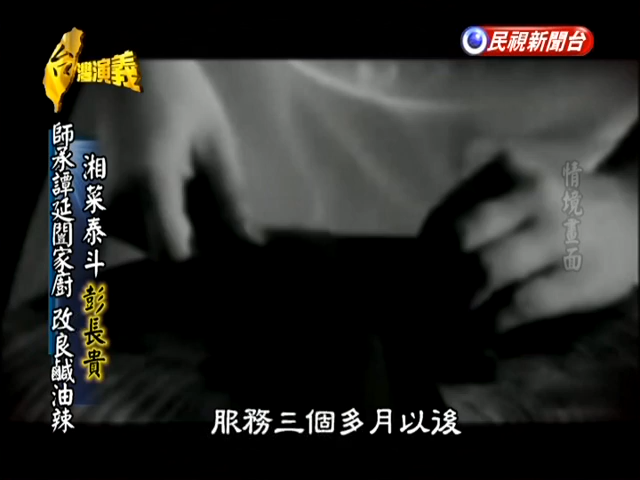 台灣演義
民視新聞台
湘菜泰斗 彭長貴
師承譚延闓家廚 改良鹹油辣
情境畫面
服務三個多月以後